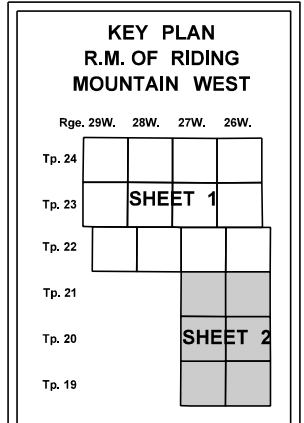 KEY PLAN
R.M. OF RIDING
MOUNTAIN WEST
Rge. 29W. 28W. 27W. 26W.
Tp. 24
Tp. 23 SHEET 1
Tp. 22
Tp. 21
Tp. 20 SHEET 2
Tp. 19